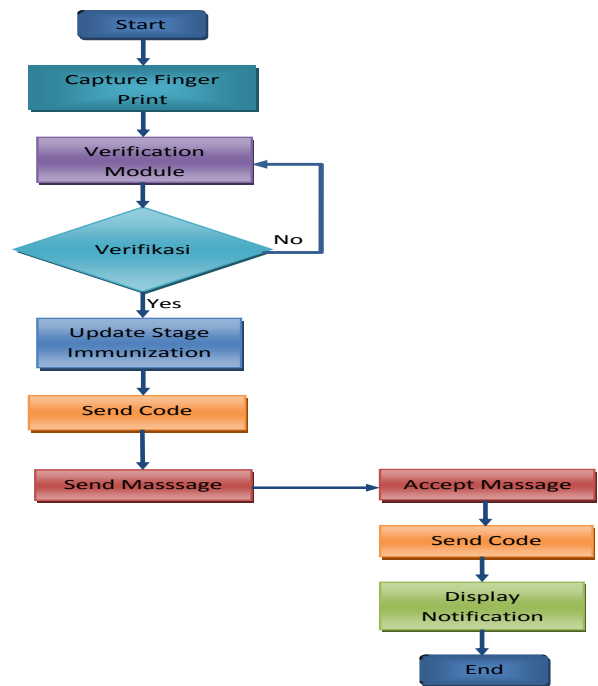 Start
Capture Finger
Print
Verification
Module
Verifikasi
No
Yes
Update Stage
Immunization
Send Code
Send Masssage
Accept Massage
Send Code
Display
Notification
End